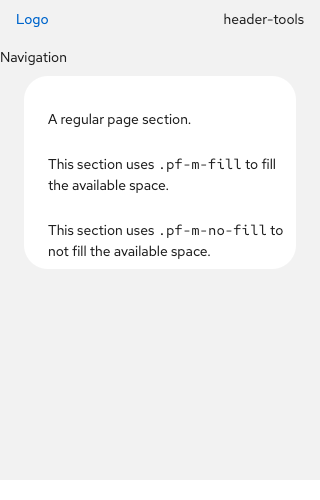 Logo
header-tools
Navigation
A regular page section.
This section uses .pf-m-fill to fill
the available space.
This section uses .pf-m-no-fill to
not fill the available space.